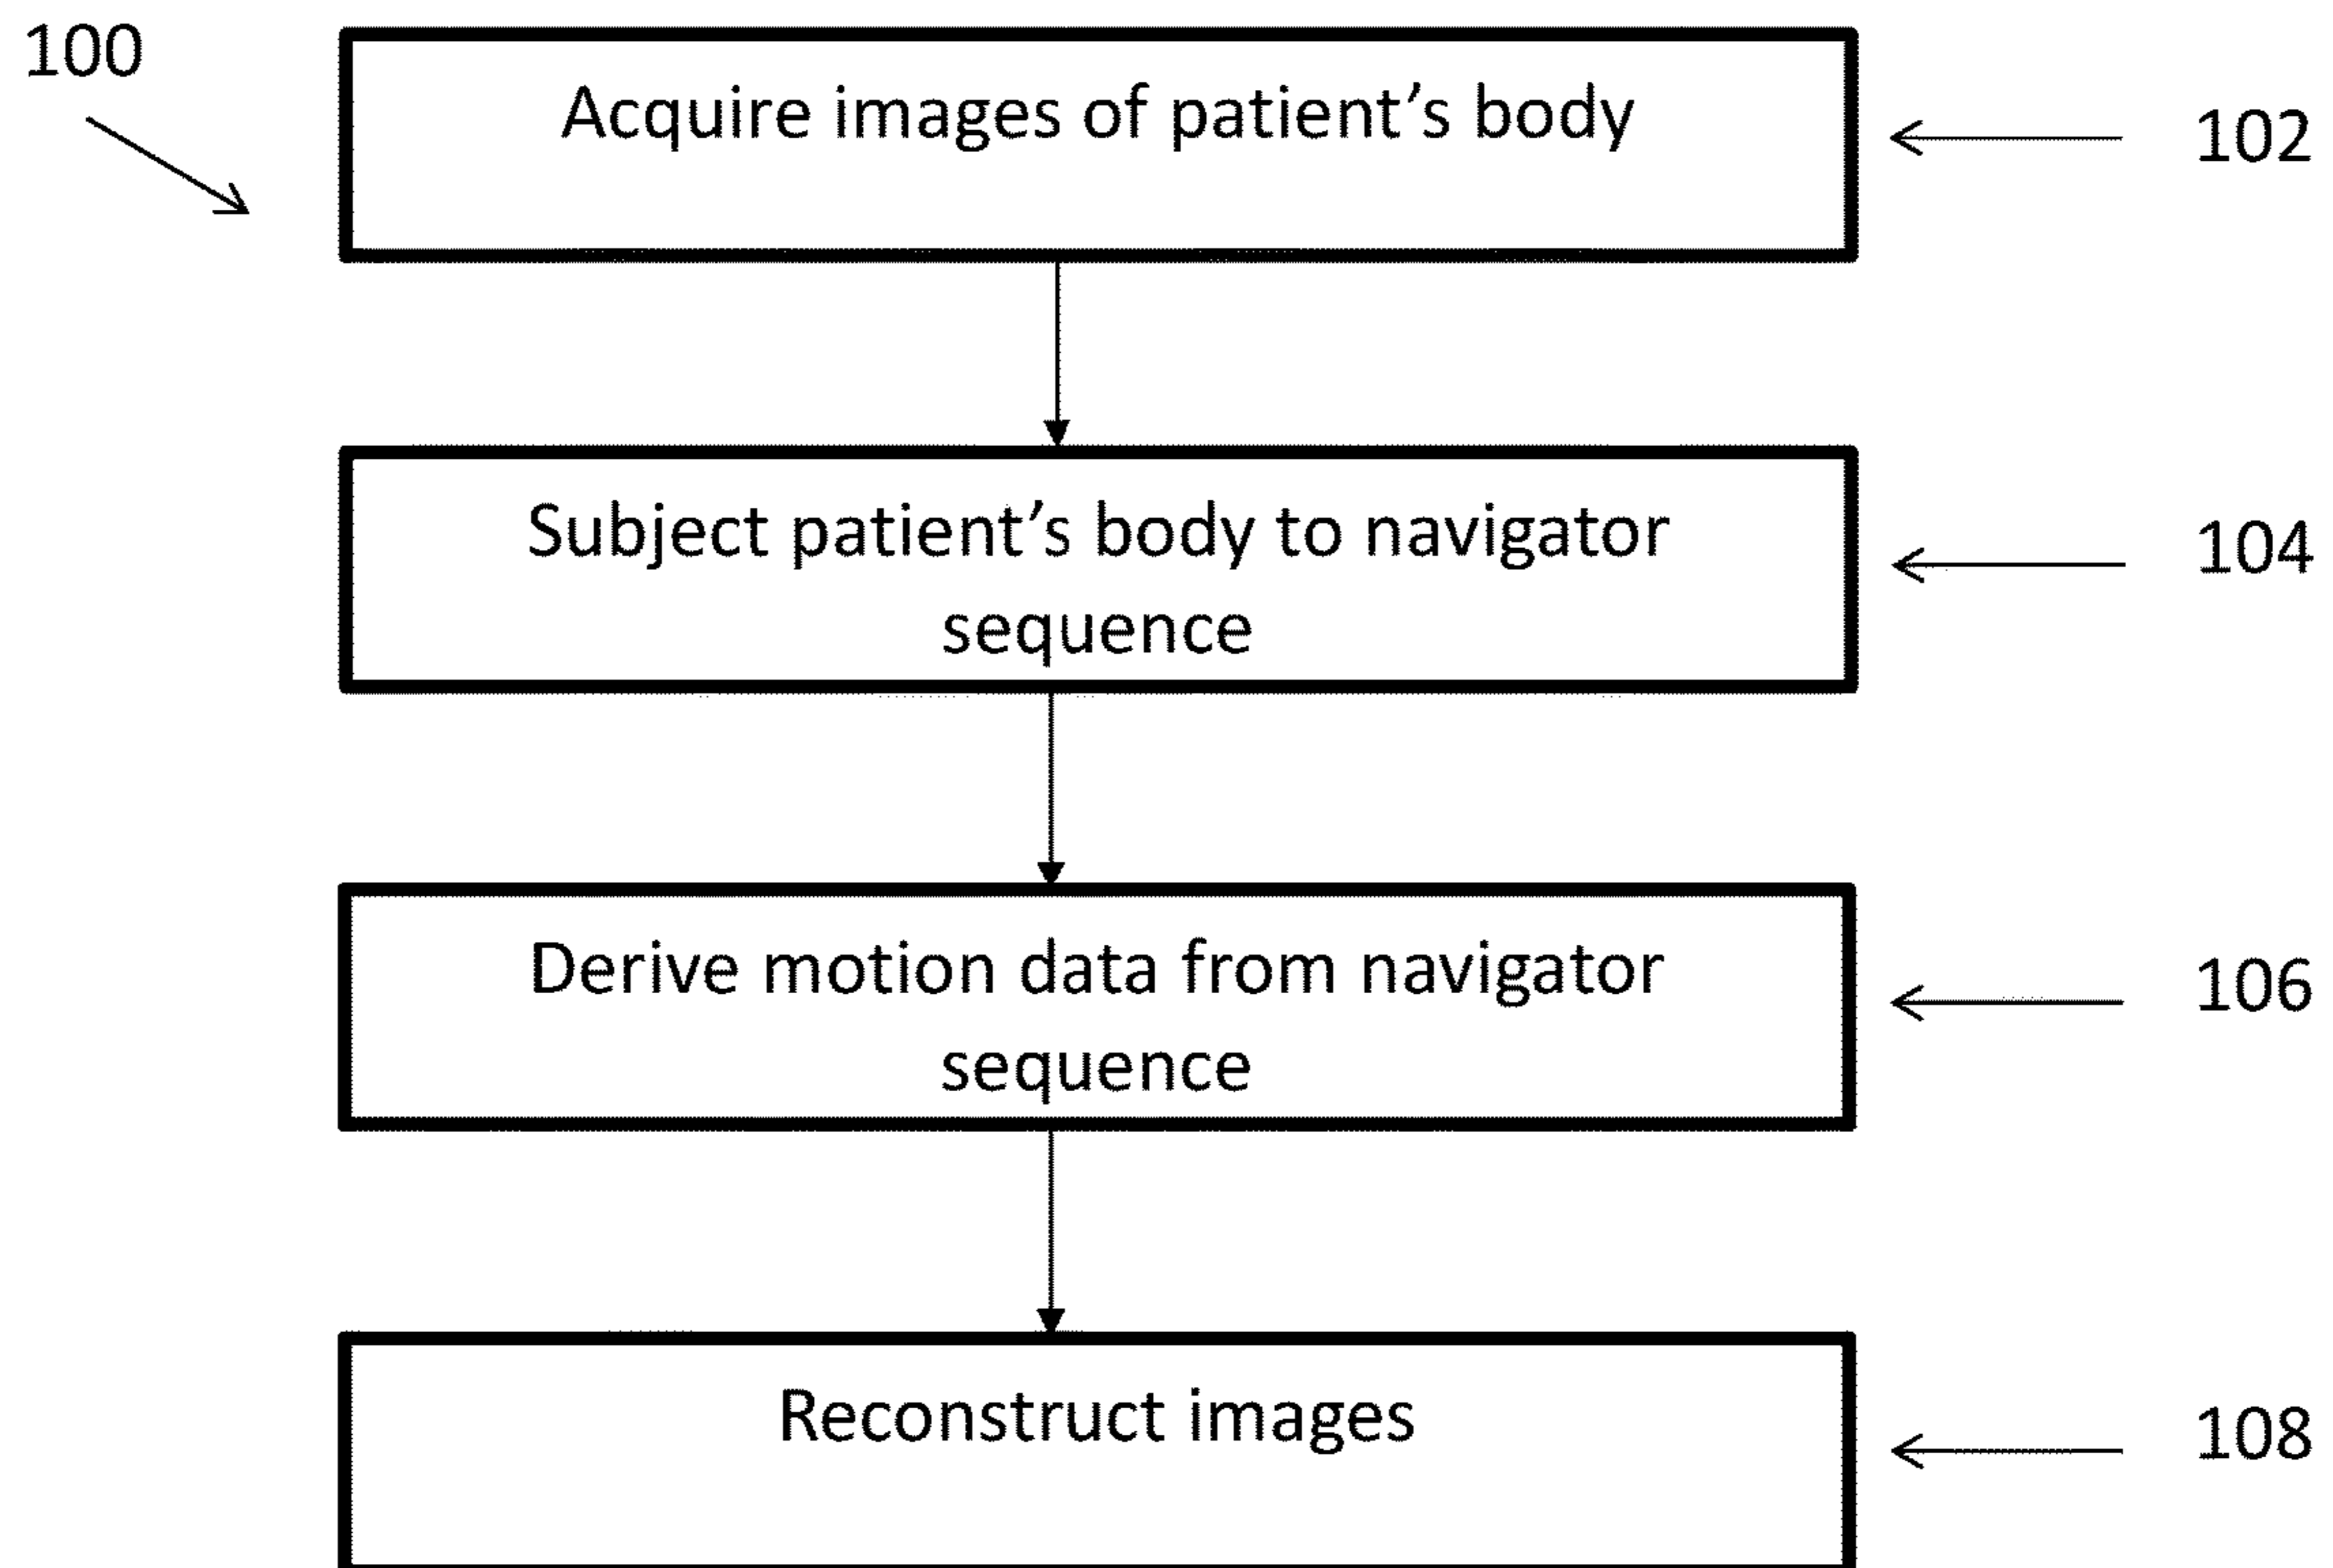 100
Acquire images of patient’s body
102
Subject patient’s body to navigator
sequence
104
Derive motion data from navigator
sequence
106
Reconstruct images
108